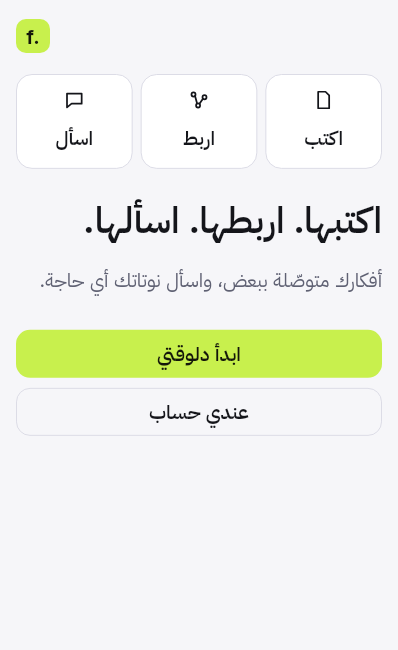 f.
اكتب
اربط
اسأل
اكتبها. اربطها. اسألها.
أفكارك متوصّلة ببعض، واسأل نوتاتك أي حاجة.
ابدأ دلوقتي
عندي حساب